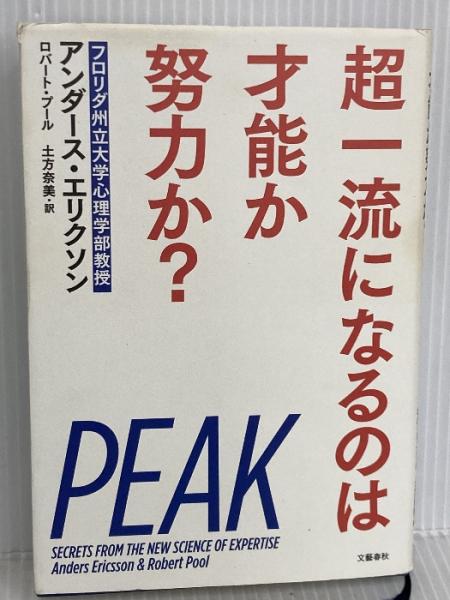 超一流になるのは
才能か
努力か?
フロリダ州立大学心理学部教授
アンダース・エリクソン
ロバート・プール 土方奈美・訳
PEAK
SECRETS FROM THE NEW SCIENCE OF EXPERTISE
Anders Ericsson & Robert Pool
文藝春秋